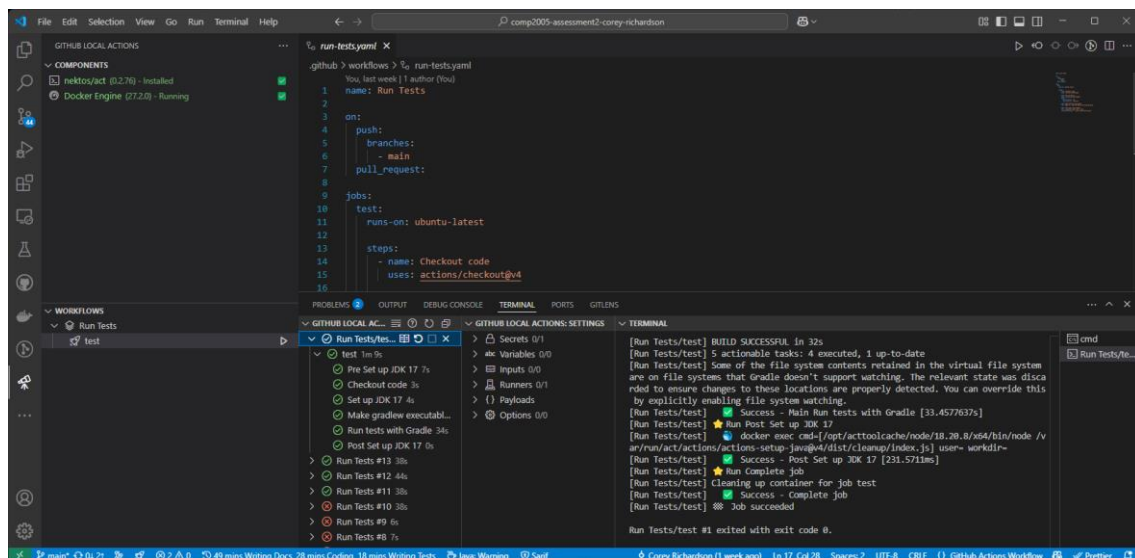 File Edit Selection View Go Run Terminal Help
comp2005-assessment2-corey-richardson
GITHUB LOCAL ACTIONS
COMPONENTS
nektos/act (0.2.76) - Installed
Docker Engine (27.2.0) - Running
44
WORKFLOWS
Run Tests
test
run-tests.yaml
.github > workflows > run-tests.yaml
You, last week | 1 author (You)
1 name: Run Tests
2
3 on:
4 push:
5 branches:
6 - main
7 pull_request:
8
9 jobs:
10 test:
11 runs-on: ubuntu-latest
12
13 steps:
14 - name: Checkout code
15 uses: actions/checkout@v4
16
PROBLEMS 2 OUTPUT DEBUG CONSOLE TERMINAL PORTS GITLENS
GITHUB LOCAL AC...
Run Tests/tes...
test 1m 9s
Pre Set up JDK 17 7s
Checkout code 3s
Set up JDK 17 4s
Make gradlew executabl...
Run tests with Gradle 34s
Post Set up JDK 17 0s
Run Tests #13 38s
Run Tests #12 44s
Run Tests #11 38s
Run Tests #10 38s
Run Tests #9 6s
Run Tests #8 7s
GITHUB LOCAL ACTIONS: SETTINGS
Secrets 0/1
Variables 0/0
Inputs 0/0
Runners 0/1
Payloads
Options 0/0
TERMINAL
[Run Tests/test] BUILD SUCCESSFUL in 32s
[Run Tests/test] 5 actionable tasks: 4 executed, 1 up-to-date
[Run Tests/test] Some of the file system contents retained in the virtual file system
are on file systems that Gradle doesn't support watching. The relevant state was disca
rded to ensure changes to these locations are properly detected. You can override this
by explicitly enabling file system watching.
[Run Tests/test] ✅ Success - Main Run tests with Gradle [33.4577637s]
[Run Tests/test] ⭐ Run Post Set up JDK 17
[Run Tests/test] 🐳 docker exec cmd=[/opt/acttoolcache/node/18.20.8/x64/bin/node /v
ar/run/act/actions/actions-setup-java@v4/dist/cleanup/index.js] user= workdir=
[Run Tests/test] ✅ Success - Post Set up JDK 17 [231.5711ms]
[Run Tests/test] ⭐ Run Complete job
[Run Tests/test] Cleaning up container for job test
[Run Tests/test] ✅ Success - Complete job
[Run Tests/test] 🏁 Job succeeded
Run Tests/test #1 exited with exit code 0.
cmd
Run Tests/te...
main* 0↓ 2↑ 2 0 49 mins Writing Docs, 28 mins Coding, 18 mins Writing Tests Java: Warning Sarif Corey Richardson (1 week ago) Ln 17, Col 28 Spaces: 2 UTF-8 CRLF GitHub Actions Workflow Prettier